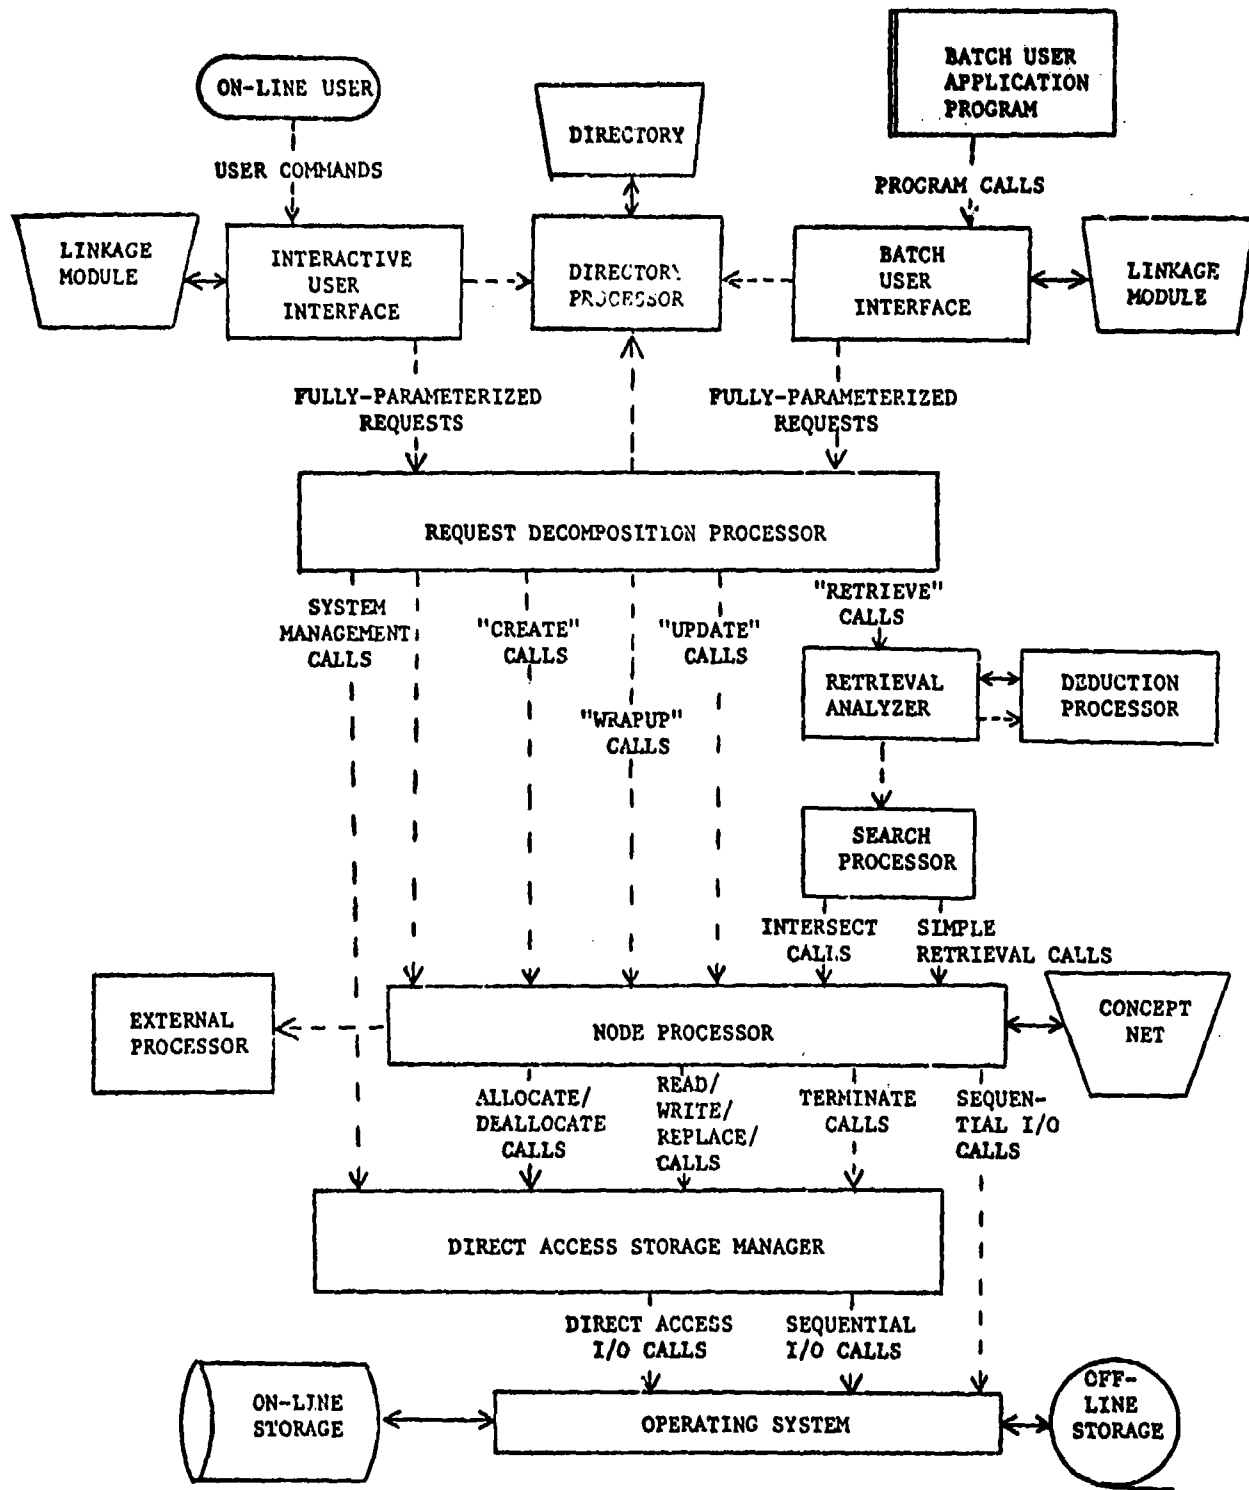 ON-LINE USER
BATCH USER
APPLICATION
PROGRAM
DIRECTORY
USER COMMANDS
PROGRAM CALLS
LINKAGE
MODULE
INTERACTIVE
USER
INTERFACE
DIRECTORY
PROCESSOR
BATCH
USER
INTERFACE
LINKAGE
MODULE
FULLY-PARAMETERIZED
REQUESTS
FULLY-PARAMETERIZED
REQUESTS
REQUEST DECOMPOSITION PROCESSOR
SYSTEM
MANAGEMENT
CALLS
"CREATE"
CALLS
"WRAPUP"
CALLS
"UPDATE"
CALLS
"RETRIEVE"
CALLS
RETRIEVAL
ANALYZER
DEDUCTION
PROCESSOR
SEARCH
PROCESSOR
INTERSECT
CALLS
SIMPLE
RETRIEVAL CALLS
EXTERNAL
PROCESSOR
NODE PROCESSOR
CONCEPT
NET
ALLOCATE/
DEALLOCATE
CALLS
READ/
WRITE/
REPLACE/
CALLS
TERMINATE
CALLS
SEQUEN-
TIAL I/O
CALLS
DIRECT ACCESS STORAGE MANAGER
DIRECT ACCESS
I/O CALLS
SEQUENTIAL
I/O CALLS
ON-LINE
STORAGE
OPERATING SYSTEM
OFF-
LINE
STORAGE